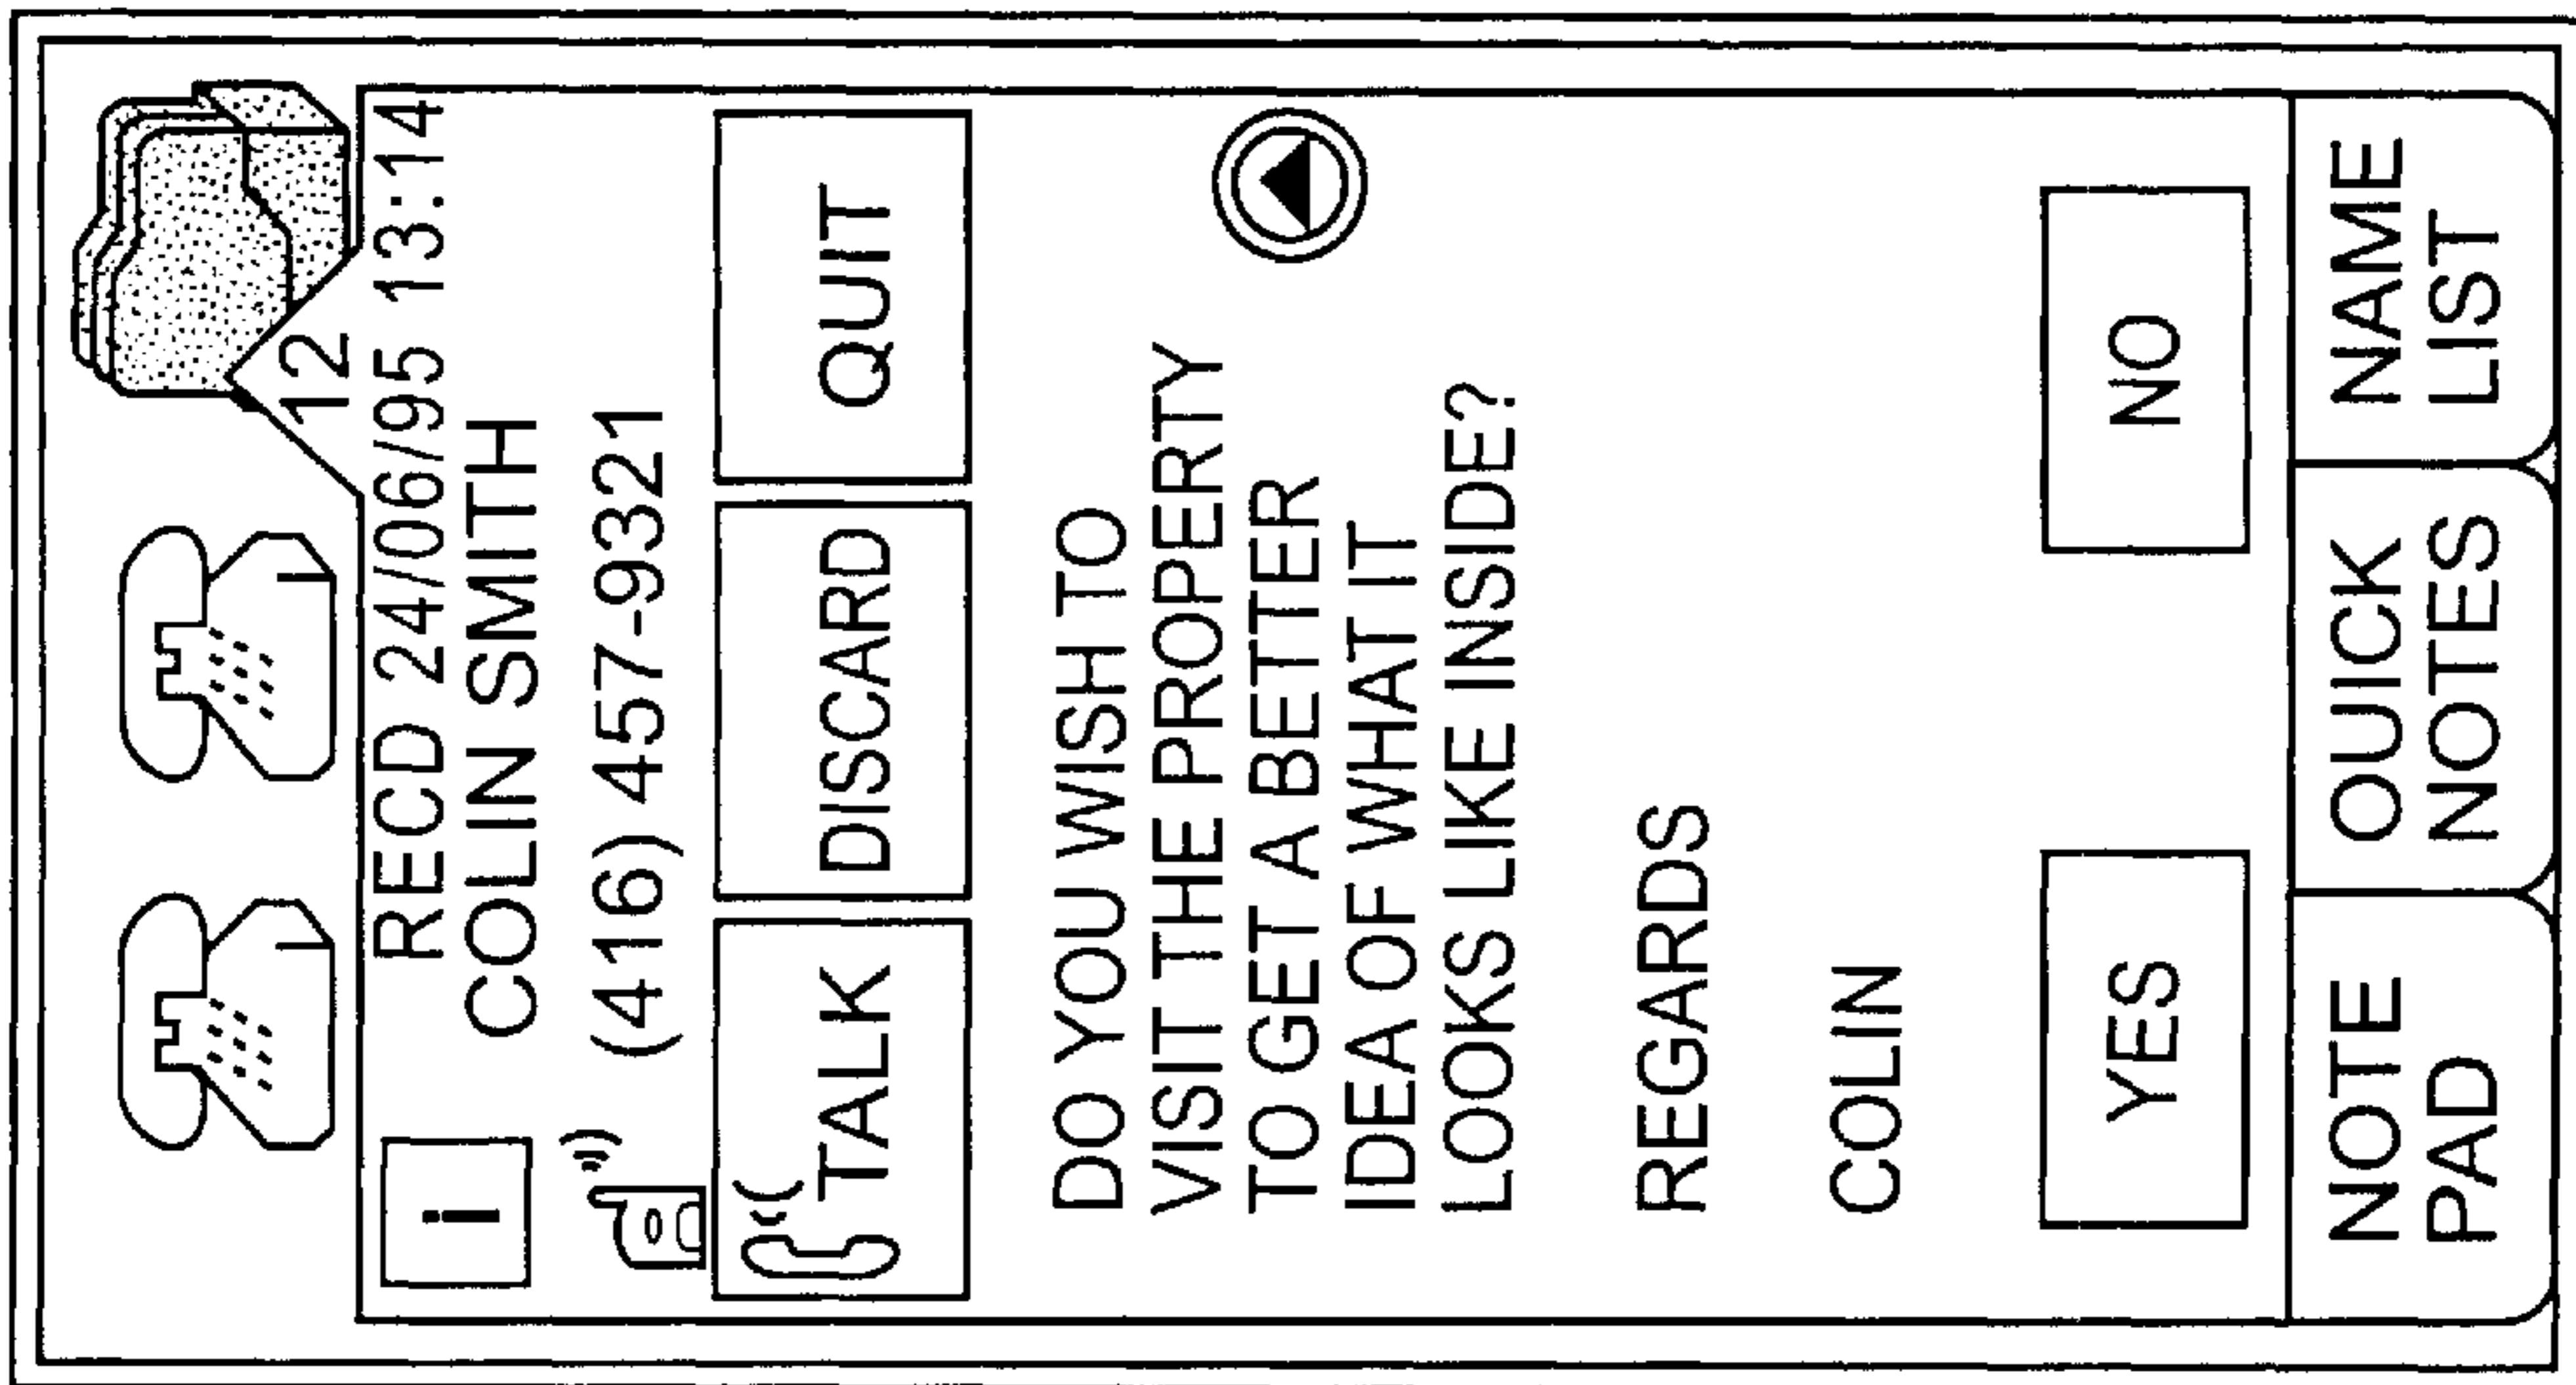 12
RECD 24/06/95 13:14
i COLIN SMITH
(416) 457-9321
TALK DISCARD QUIT
DO YOU WISH TO
VISIT THE PROPERTY
TO GET A BETTER
IDEA OF WHAT IT
LOOKS LIKE INSIDE?
REGARDS
COLIN
YES NO
NOTE PAD
OUICK NOTES
NAME LIST